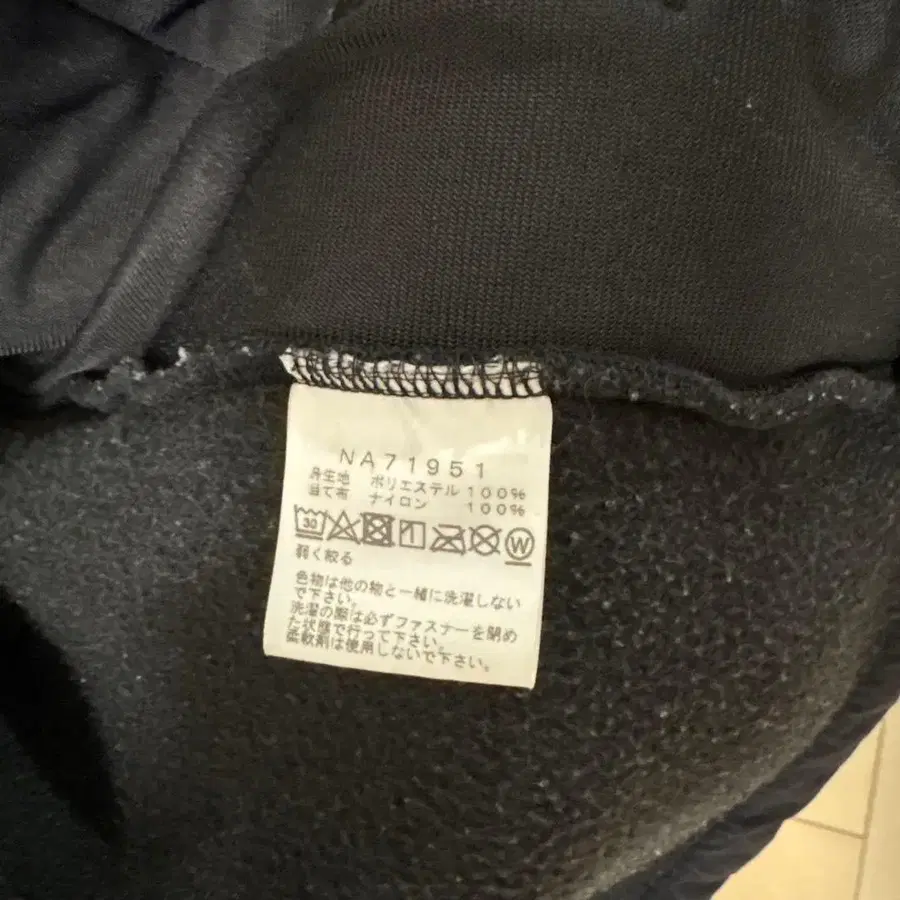 NA71951
身生地 ポリエステル 100%
当て布 ナイロン 100%
30 W
弱く絞る
色物は他の物と一緒に洗濯しない
で下さい。
洗濯の際は必ずファスナーを閉め
た状態で行って下さい。
柔軟剤は使用しないで下さい。